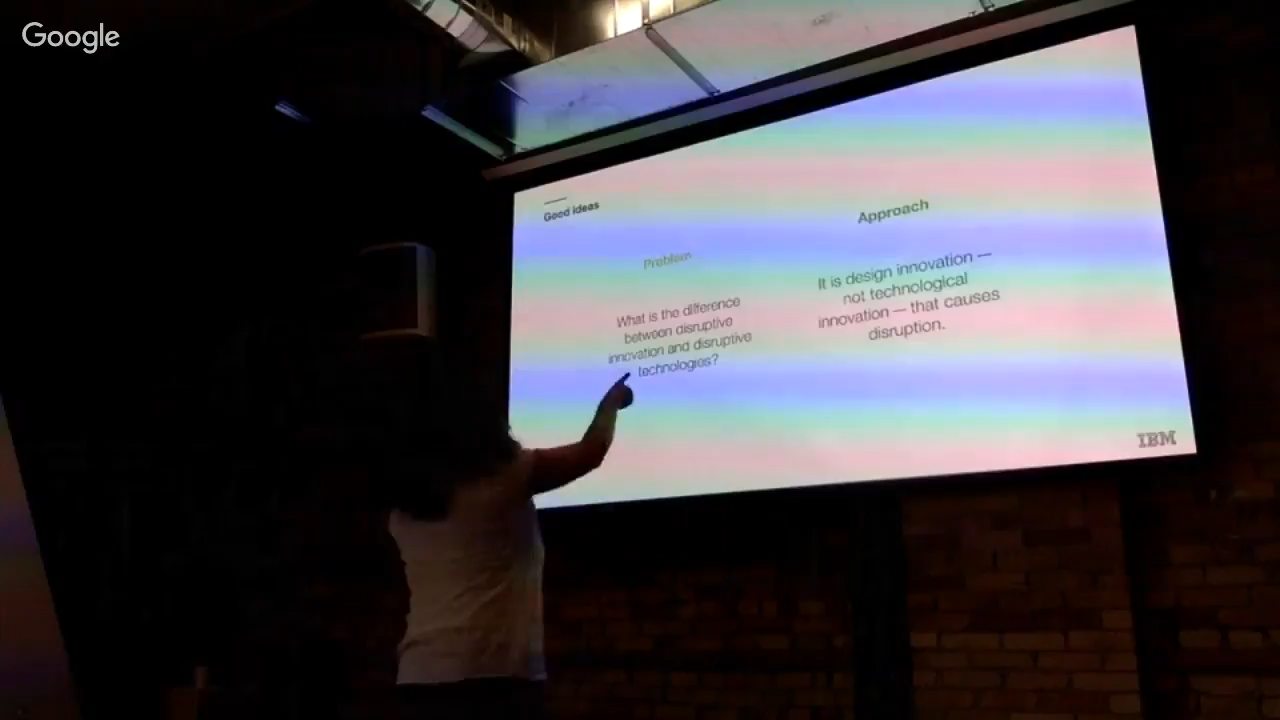 Google
Good ideas
Problem
What is the difference
between disruptive
innovation and disruptive
technologies?
Approach
It is design innovation —
not technological
innovation — that causes
disruption.
IBM